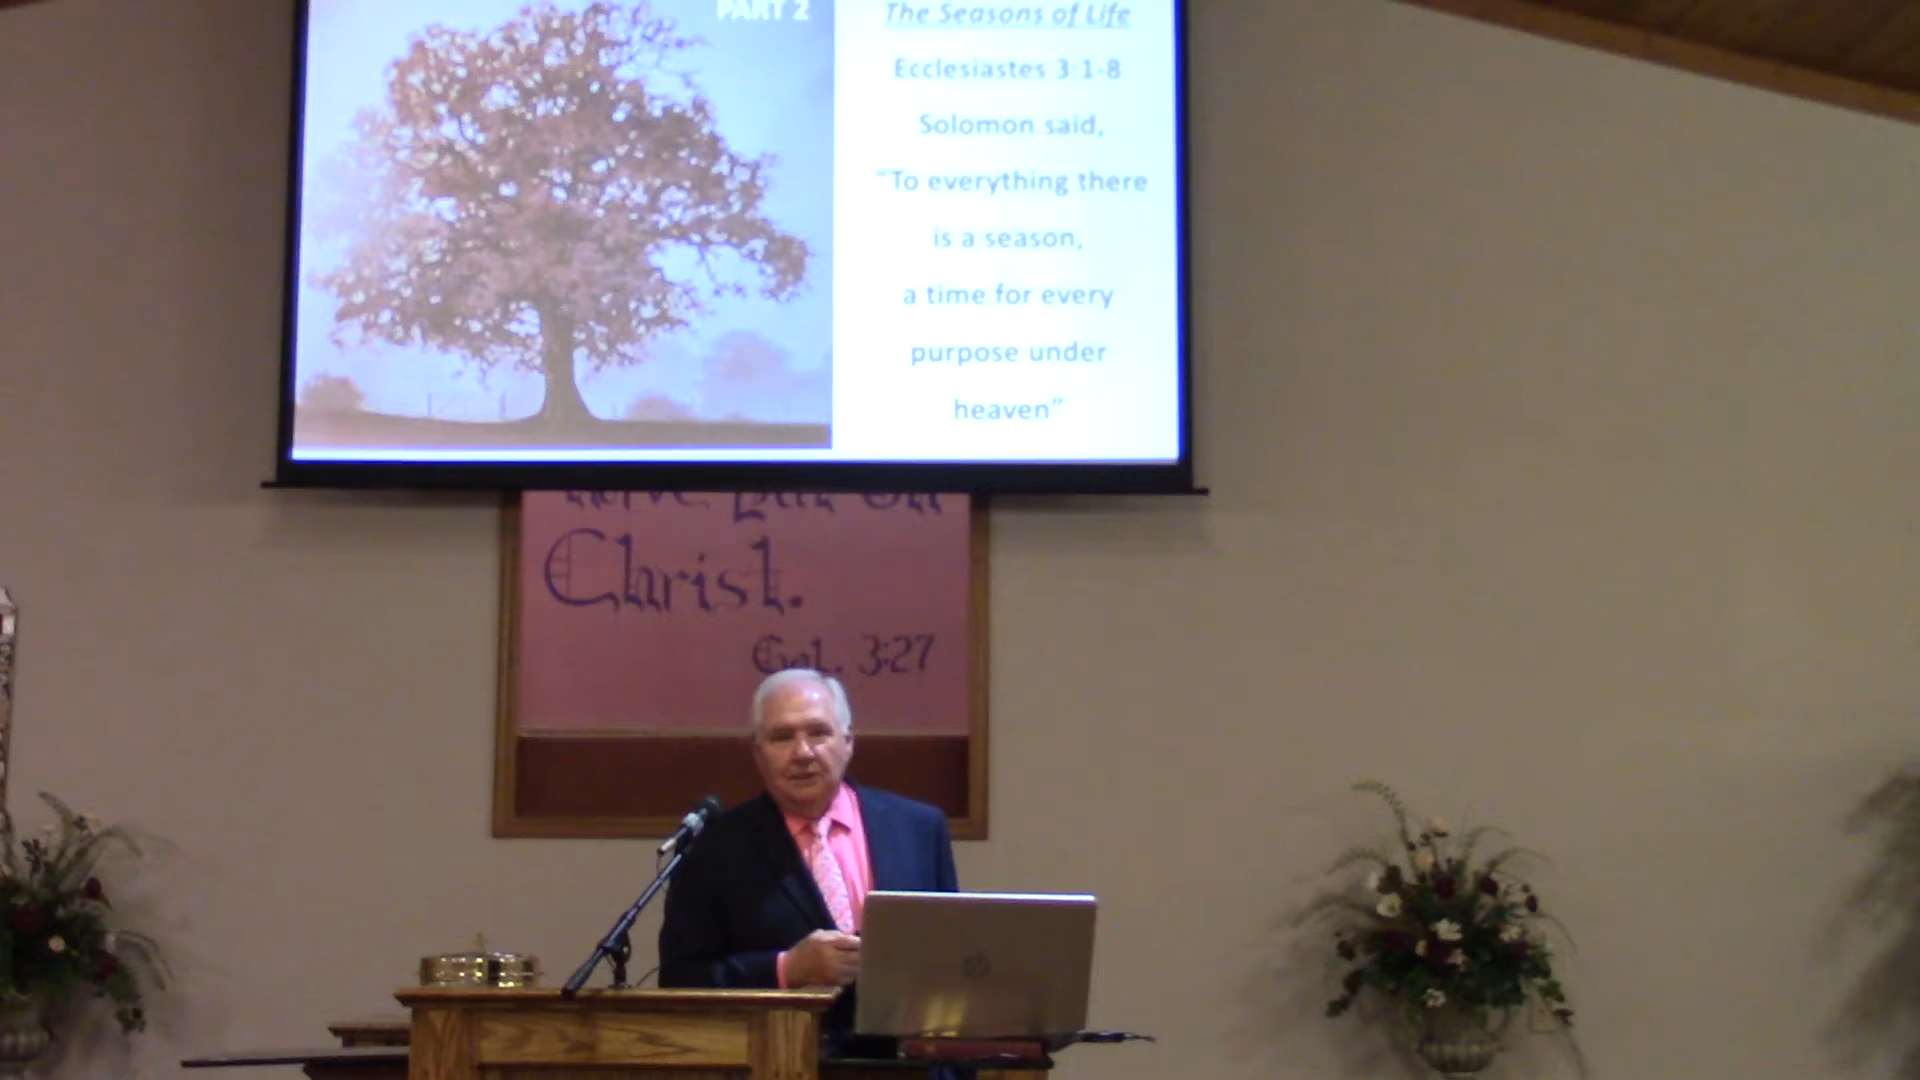 PART 2
The Seasons of Life
Ecclesiastes 3:1-8
Solomon said,
“To everything there
is a season,
a time for every
purpose under
heaven”
Christ.
Gal. 3:27